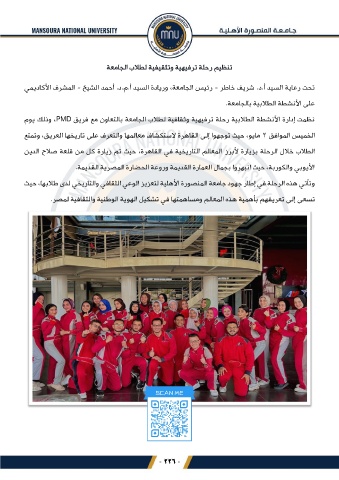 MANSOURA NATIONAL UNIVERSITY
جامعة المنصورة الأهلية
MNU
تنظيم رحلة ترفيهية وتثقيفية لطلاب الجامعة
تحت رعاية السيد أ.د. شريف خاطر - رئيس الجامعة، وريادة السيد أ.م.د. أحمد الشيخ - المشرف الأكاديمي
على الأنشطة الطلابية بالجامعة.
نظمت إدارة الأنشطة الطلابية رحلة ترفيهية وثقافية لطلاب الجامعة بالتعاون مع فريق PMD، وذلك يوم
الخميس الموافق ٢ مايو، حيث توجهوا إلى القاهرة لاستكشاف معالمها والتعرف على تاريخها العريق، وتمتع
الطلاب خلال الرحلة بزيارة لأبرز المعالم التاريخية في القاهرة، حيث تم زيارة كل من قلعة صلاح الدين
الأيوبي والكوربة، حيث انبهروا بجمال العمارة القديمة وروعة الحضارة المصرية القديمة.
وتأتي هذه الرحلة في إطار جهود جامعة المنصورة الأهلية لتعزيز الوعي الثقافي والتاريخي لدى طلابها، حيث
نسعى إلى تعريفهم بأهمية هذه المعالم ومساهمتها في تشكيل الهوية الوطنية والثقافية لمصر.
SCAN ME
- ٢٢٦ -